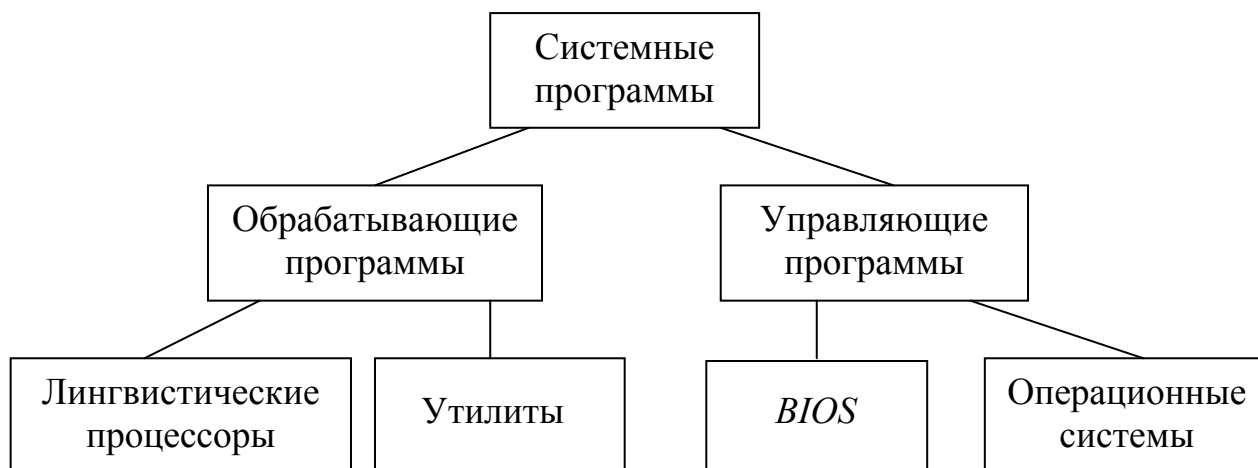 Системные
программы
Обрабатывающие
программы
Управляющие
программы
Лингвистические
процессоры
Утилиты
BIOS
Операционные
системы